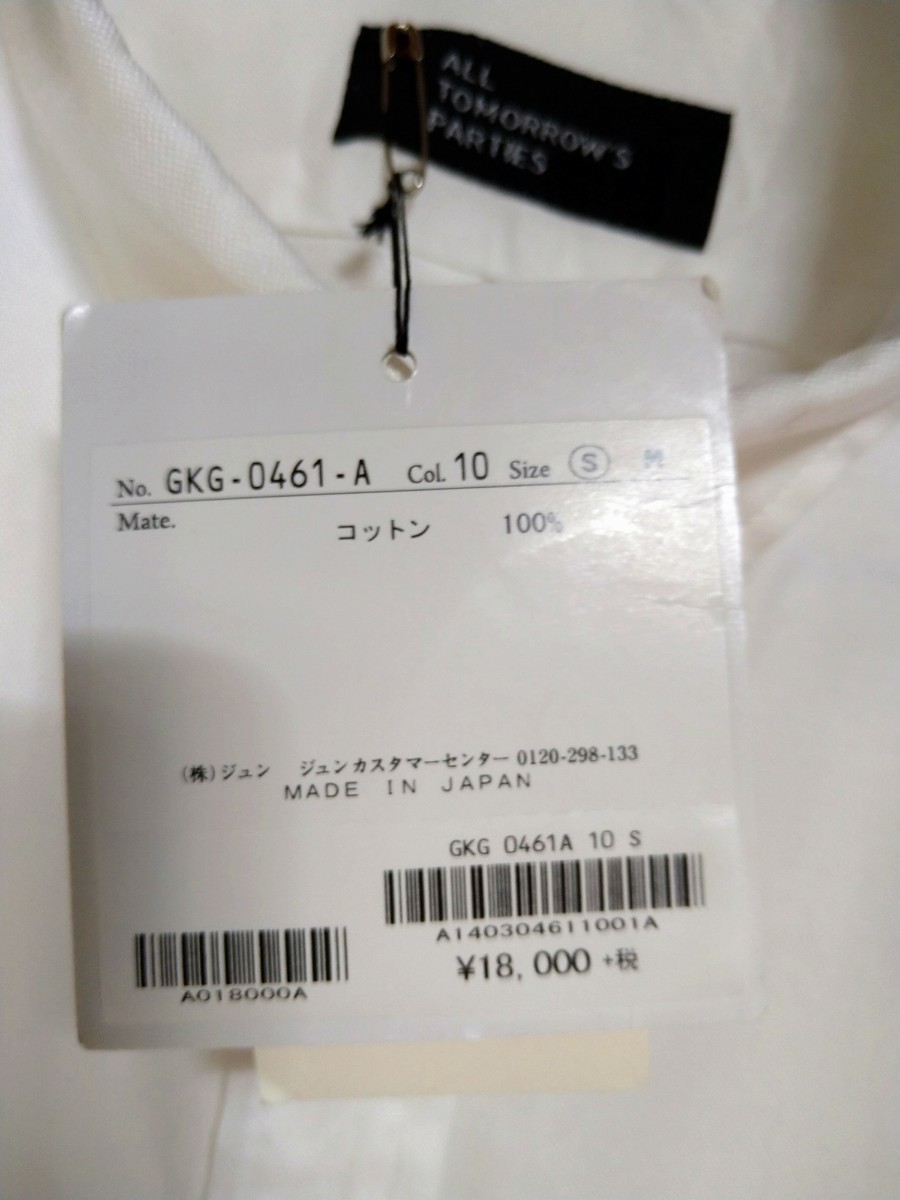 ALL
TOMORROW'S
PARTIES
No. GKG-0461-A Col. 10 Size S M
Mate. コットン 100%
(株)ジュン ジュンカスタマーセンター 0120-298-133
MADE IN JAPAN
GKG 0461A 10 S
A140304611001A
A018000A
¥18,000 +税